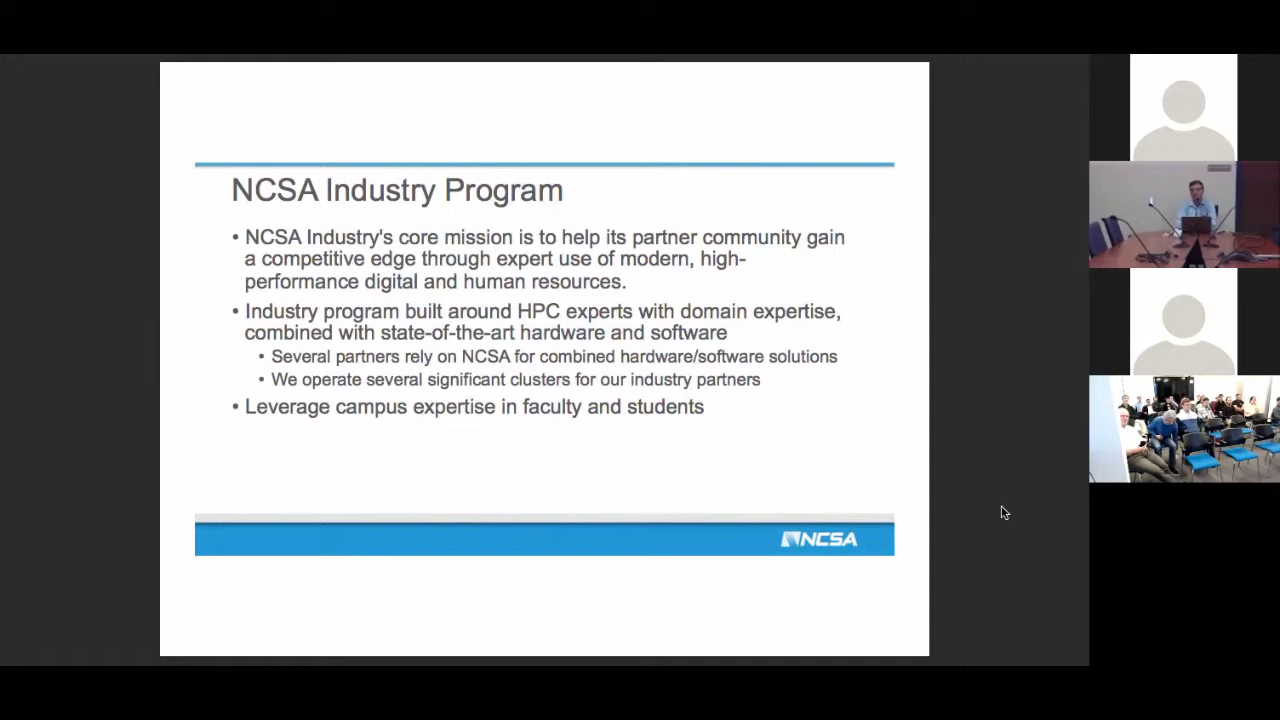 NCSA Industry Program
• NCSA Industry's core mission is to help its partner community gain
a competitive edge through expert use of modern, high-
performance digital and human resources.
• Industry program built around HPC experts with domain expertise,
combined with state-of-the-art hardware and software
• Several partners rely on NCSA for combined hardware/software solutions
• We operate several significant clusters for our industry partners
• Leverage campus expertise in faculty and students
NCSA